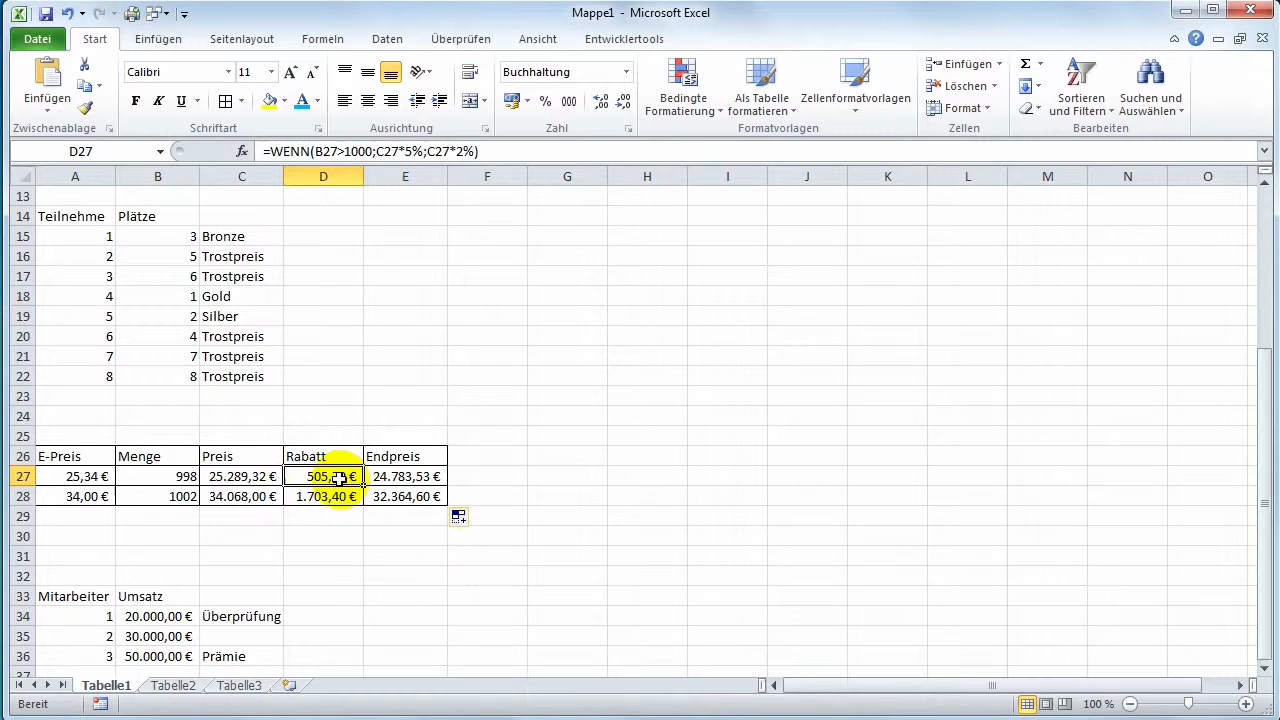 Mappe1 - Microsoft Excel
Datei Start Einfügen Seitenlayout Formeln Daten Überprüfen Ansicht Entwicklertools
Einfügen
Zwischenablage
Calibri 11
F K U
Schriftart
Ausrichtung
Buchhaltung
% 000
Zahl
Bedingte
Formatierung
Als Tabelle
formatieren
Zellenformatvorlagen
Formatvorlagen
Einfügen
Löschen
Format
Zellen
Sortieren
und Filtern
Suchen und
Auswählen
Bearbeiten
D27 fx =WENN(B27>1000;C27*5%;C27*2%)
A B C D E F G H I J K L M N O
13
14 Teilnehme Plätze
15 1 3 Bronze
16 2 5 Trostpreis
17 3 6 Trostpreis
18 4 1 Gold
19 5 2 Silber
20 6 4 Trostpreis
21 7 7 Trostpreis
22 8 8 Trostpreis
23
24
25
26 E-Preis Menge Preis Rabatt Endpreis
27 25,34 € 998 25.289,32 € 505, € 24.783,53 €
28 34,00 € 1002 34.068,00 € 1.703,40 € 32.364,60 €
29
30
31
32
33 Mitarbeiter Umsatz
34 1 20.000,00 € Überprüfung
35 2 30.000,00 €
36 3 50.000,00 € Prämie
Tabelle1 Tabelle2 Tabelle3
Bereit 100 %